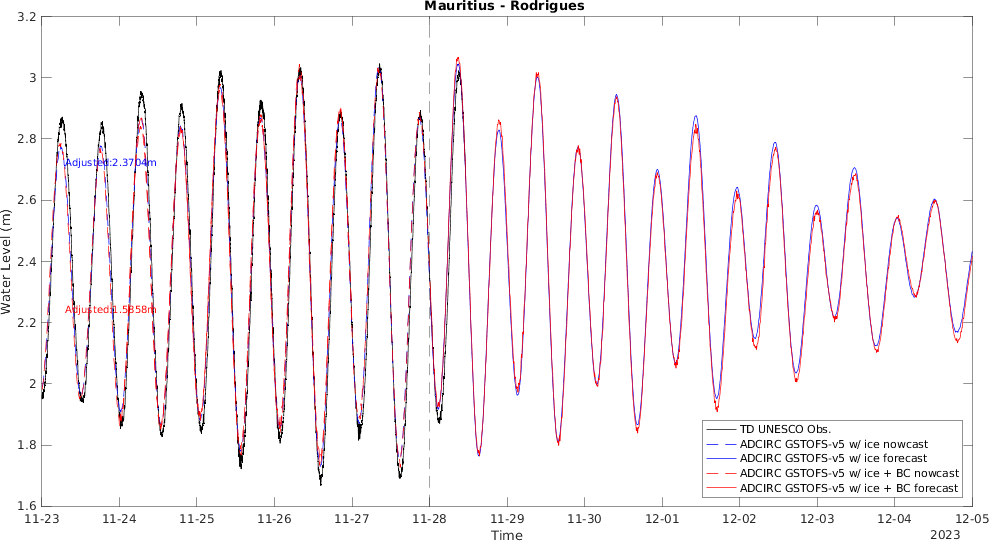 Mauritius - Rodrigues
Water Level (m)
3.2
3
2.8
2.6
2.4
2.2
2
1.8
1.6
Adjusted:2.3704m
Adjusted:1.5858m
TD UNESCO Obs.
ADCIRC GSTOFS-v5 w/ ice nowcast
ADCIRC GSTOFS-v5 w/ ice forecast
ADCIRC GSTOFS-v5 w/ ice + BC nowcast
ADCIRC GSTOFS-v5 w/ ice + BC forecast
11-23 11-24 11-25 11-26 11-27 11-28 11-29 11-30 12-01 12-02 12-03 12-04 12-05
Time
2023